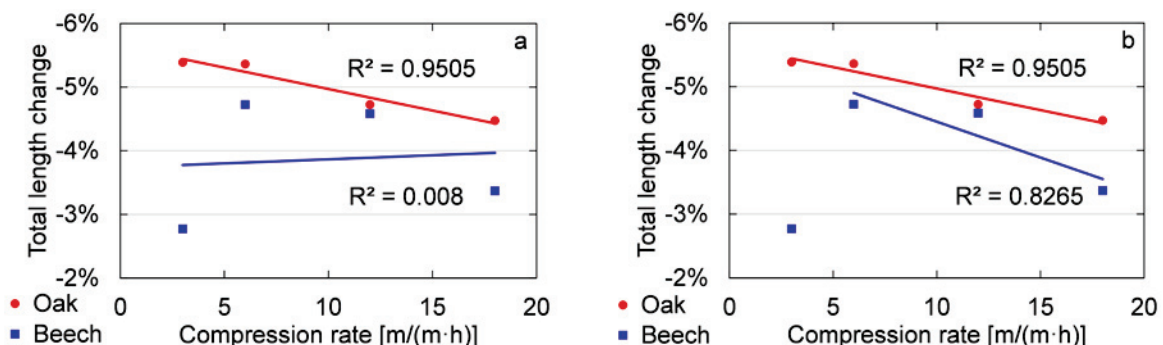 -6%
-5%
-4%
-3%
-2%
Total length change
a
R² = 0.9505
R² = 0.008
0 5 10 15 20
Compression rate [m/(m·h)]
Oak
Beech
-6%
-5%
-4%
-3%
-2%
Total length change
b
R² = 0.9505
R² = 0.8265
0 5 10 15 20
Compression rate [m/(m·h)]
Oak
Beech